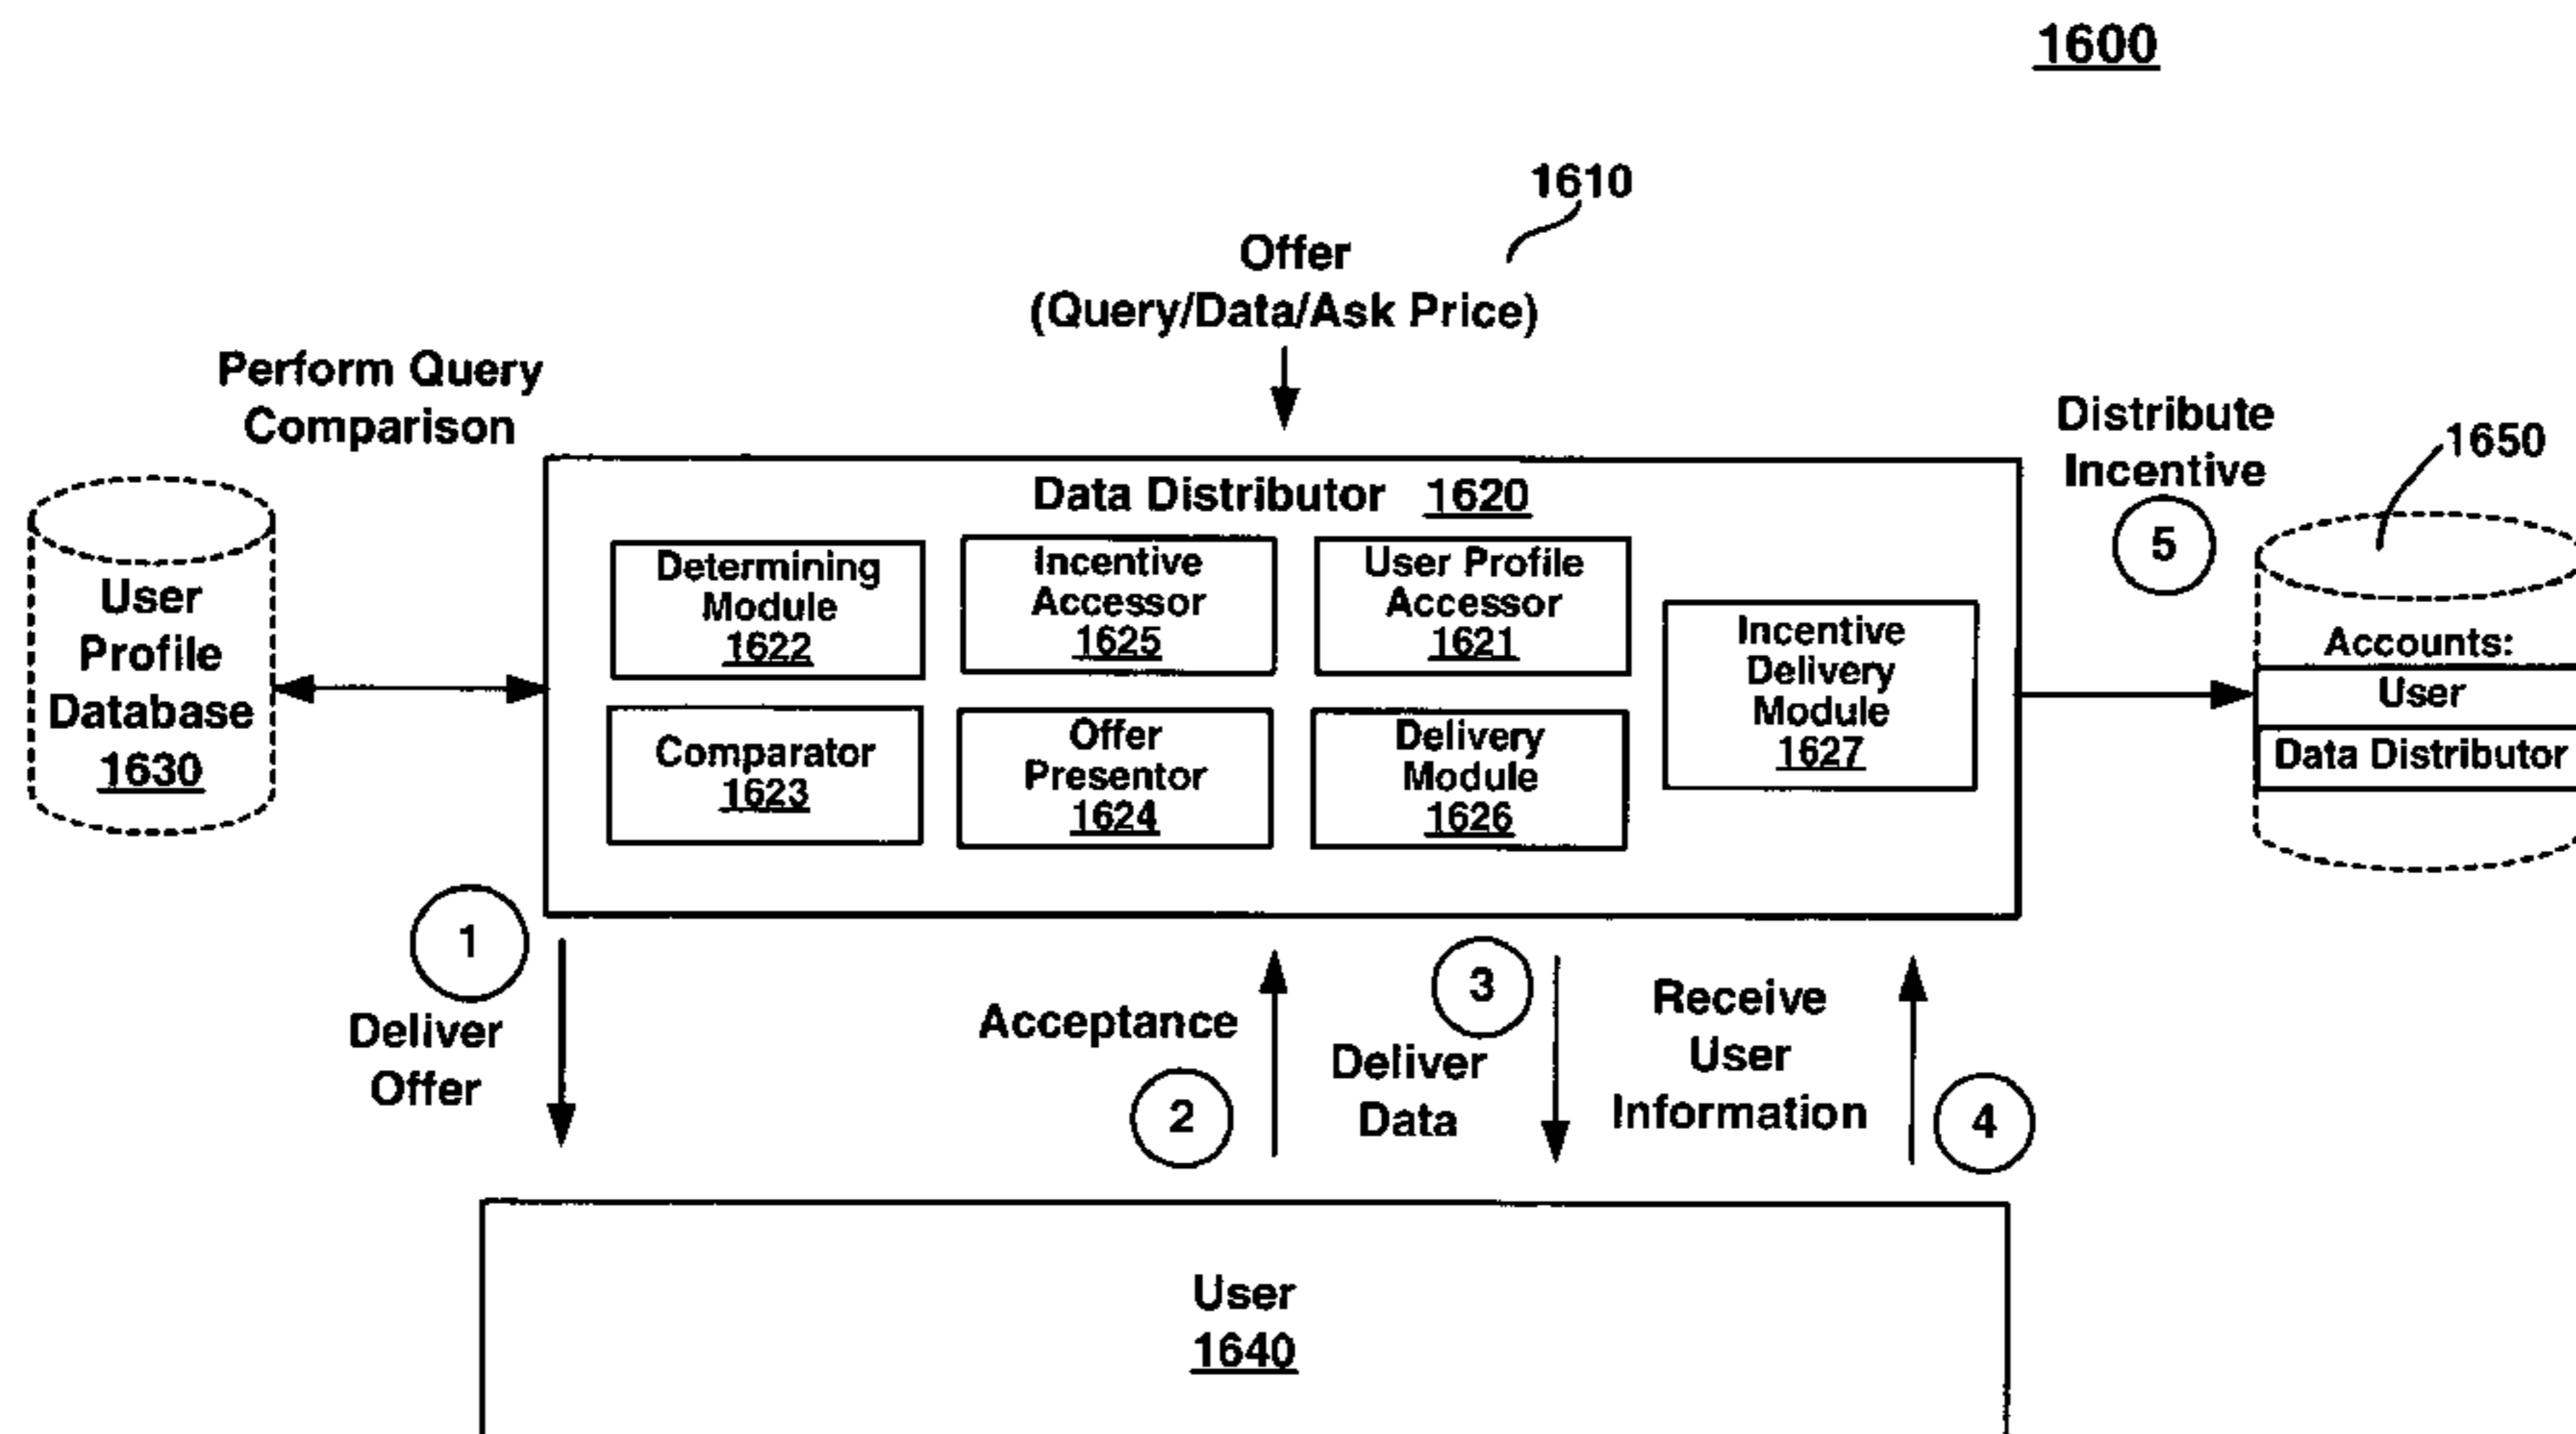 1600
1610
Offer
(Query/Data/Ask Price)
Perform Query
Comparison
User
Profile
Database
1630
Data Distributor 1620
Determining
Module
1622
Incentive
Accessor
1625
User Profile
Accessor
1621
Comparator
1623
Offer
Presentor
1624
Delivery
Module
1626
Incentive
Delivery
Module
1627
Distribute
Incentive
5
1650
Accounts:
User
Data Distributor
1
Deliver
Offer
Acceptance
2
3
Deliver
Data
Receive
User
Information
4
User
1640